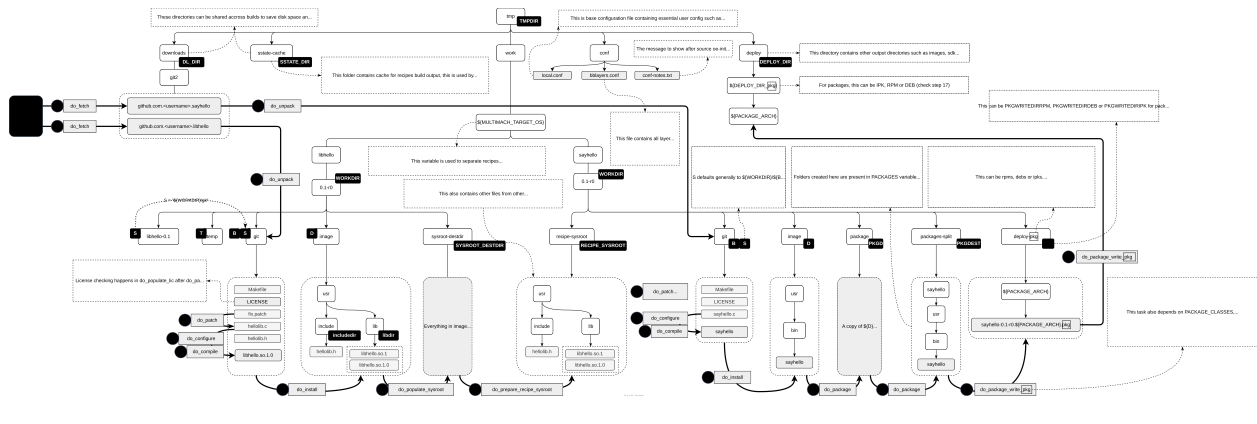 These directories can be shared accross builds to save disk space an...
tmp
TMPDIR
This is base configuration file containing essential user config such as...
downloads
DL_DIR
sstate-cache
SSTATE_DIR
work
conf
The message to show after source oe-init...
deploy
DEPLOY_DIR
This directory contains other output directories such as images, sdk...
git2
This folder contains cache for recipes build output, this is used by...
local.conf
bblayers.conf
conf-notes.txt
${DEPLOY_DIR_pkg}
For packages, this can be IPK, RPM or DEB (check step 17)
do_fetch
github.com.<username>.sayhello
do_unpack
This can be PKGWRITEDIRRPM, PKGWRITEDIRDEB or PKGWRITEDIRIPK for pack...
do_fetch
github.com.<username>.libhello
${MULTIMACH_TARGET_OS}
${PACKAGE_ARCH}
This file contains all layer...
libhello
This variable is used to separate recipes...
sayhello
do_unpack
0.1-r0
WORKDIR
This also contains other files from other...
0.1-r0
WORKDIR
S defaults generally to ${WORKDIR}/${B...
Folders created here are present in PACKAGES variable...
This can be rpms, debs or ipks....
S
libhello-0.1
T
temp
B
S
git
D
image
sysroot-destdir
SYSROOT_DESTDIR
recipe-sysroot
RECIPE_SYSROOT
git
B
S
image
D
package
PKGD
packages-split
PKGDEST
deploy-pkg
do_package_write_pkg
License checking happens in do_populate_lic after do_pa...
Makefile
LICENSE
fix.patch
hellolib.c
hellolib.h
libhello.so.1.0
do_patch
do_configure
do_compile
usr
include
includedir
lib
libdir
hellolib.h
libhello.so.1
libhello.so.1.0
Everything in image...
usr
include
lib
hellolib.h
libhello.so.1
libhello.so.1.0
do_patch...
do_configure
do_compile
Makefile
LICENSE
sayhello.c
sayhello
usr
bin
sayhello
A copy of ${D}...
sayhello
usr
bin
sayhello
${PACKAGE_ARCH}
sayhello-0.1-r0.${PACKAGE_ARCH}.pkg
This task also depends on PACKAGE_CLASSES....
do_install
do_populate_sysroot
do_prepare_recipe_sysroot
do_install
do_package
do_package
do_package_write_pkg